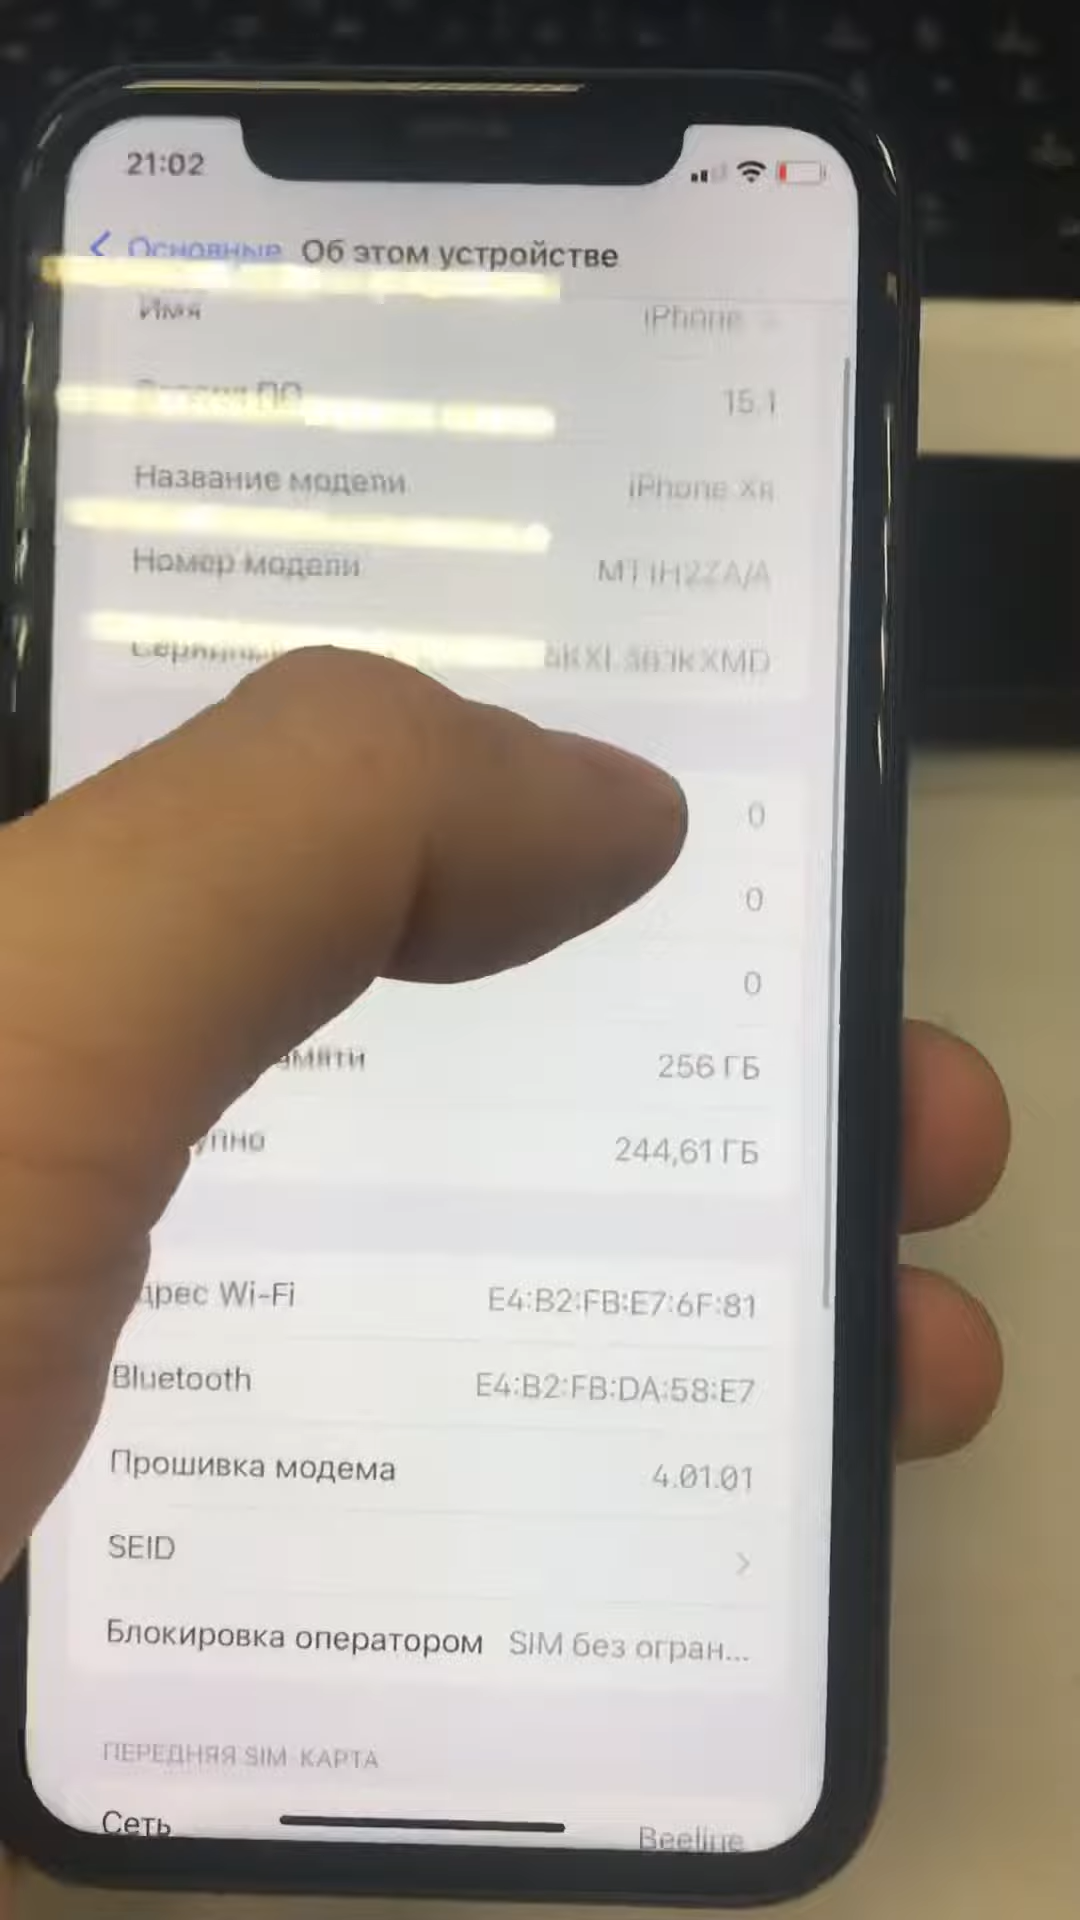 21:02
Основные Об этом устройстве
Имя iPhone
ПО 15.1
Название модели iPhone XR
Номер модели
0
0
0
256 ГБ
244,61 ГБ
Wi-Fi E4:B2:FB:E7:6F:81
Bluetooth E4:B2:FB:DA:58:E7
Прошивка модема 4.01.01
SEID
Блокировка оператором SIM без огран...
ПЕРЕДНЯЯ SIM-КАРТА
Сеть Beeline